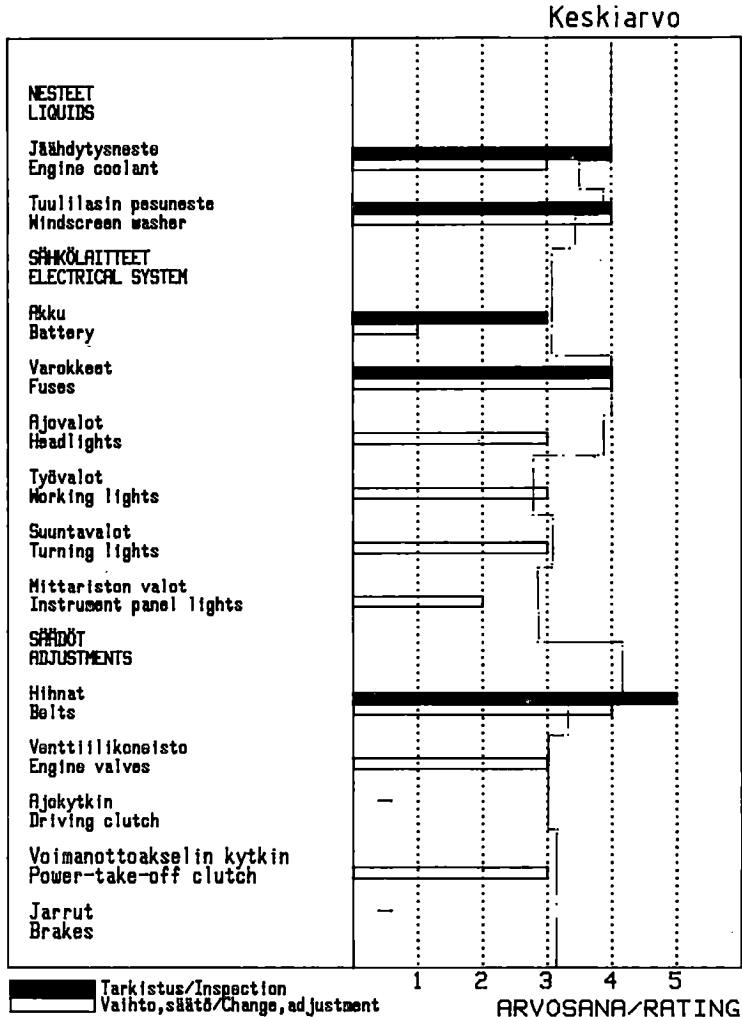 Keskiarvo
NESTEET
LIQUIDS
Jäähdytysneste
Engine coolant
Tuulilasin pesuneste
Windscreen washer
SÄHKÖLAITTEET
ELECTRICAL SYSTEM
Akku
Battery
Varokkeet
Fuses
Ajovalot
Headlights
Työvalot
Working lights
Suuntavalot
Turning lights
Mittariston valot
Instrument panel lights
SÄÄDÖT
ADJUSTMENTS
Hihnat
Belts
Venttiilikoneisto
Engine valves
Ajokytkin
Driving clutch
Voimanottoakselin kytkin
Power-take-off clutch
Jarrut
Brakes
1 2 3 4 5
Tarkistus/Inspection
Vaihto,säätö/Change,adjustment
ARVOSANA/RATING